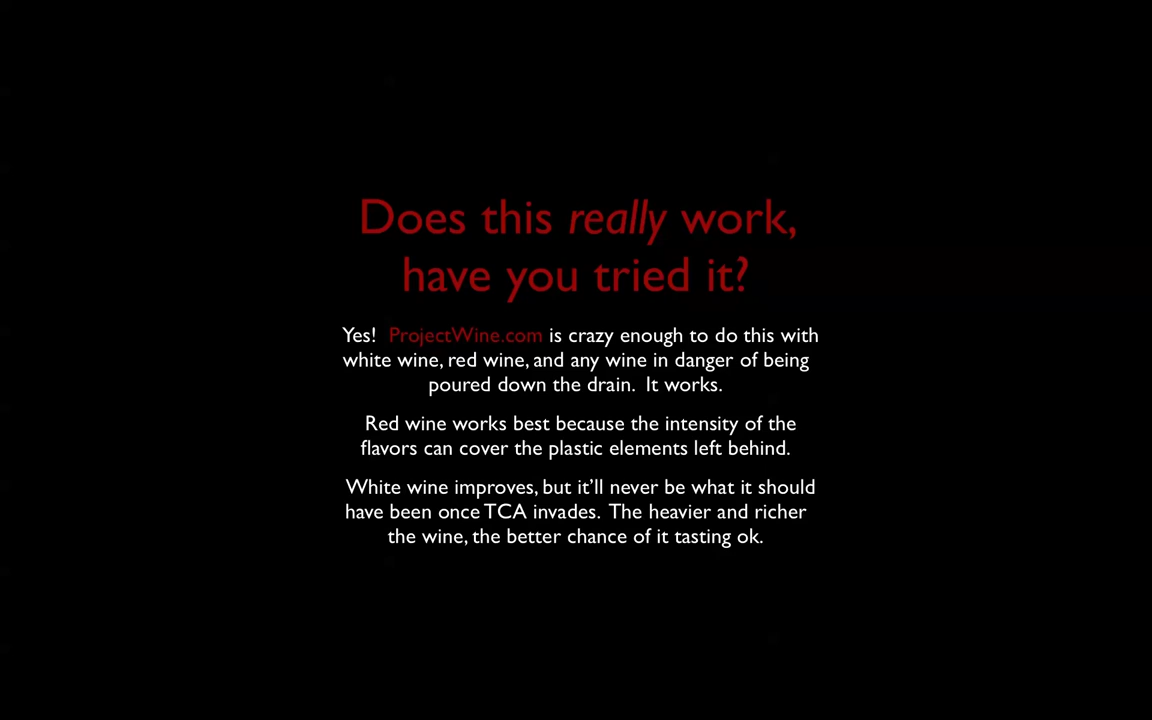 Does this really work,
have you tried it?
Yes! ProjectWine.com is crazy enough to do this with
white wine, red wine, and any wine in danger of being
poured down the drain. It works.
Red wine works best because the intensity of the
flavors can cover the plastic elements left behind.
White wine improves, but it'll never be what it should
have been once TCA invades. The heavier and richer
the wine, the better chance of it tasting ok.